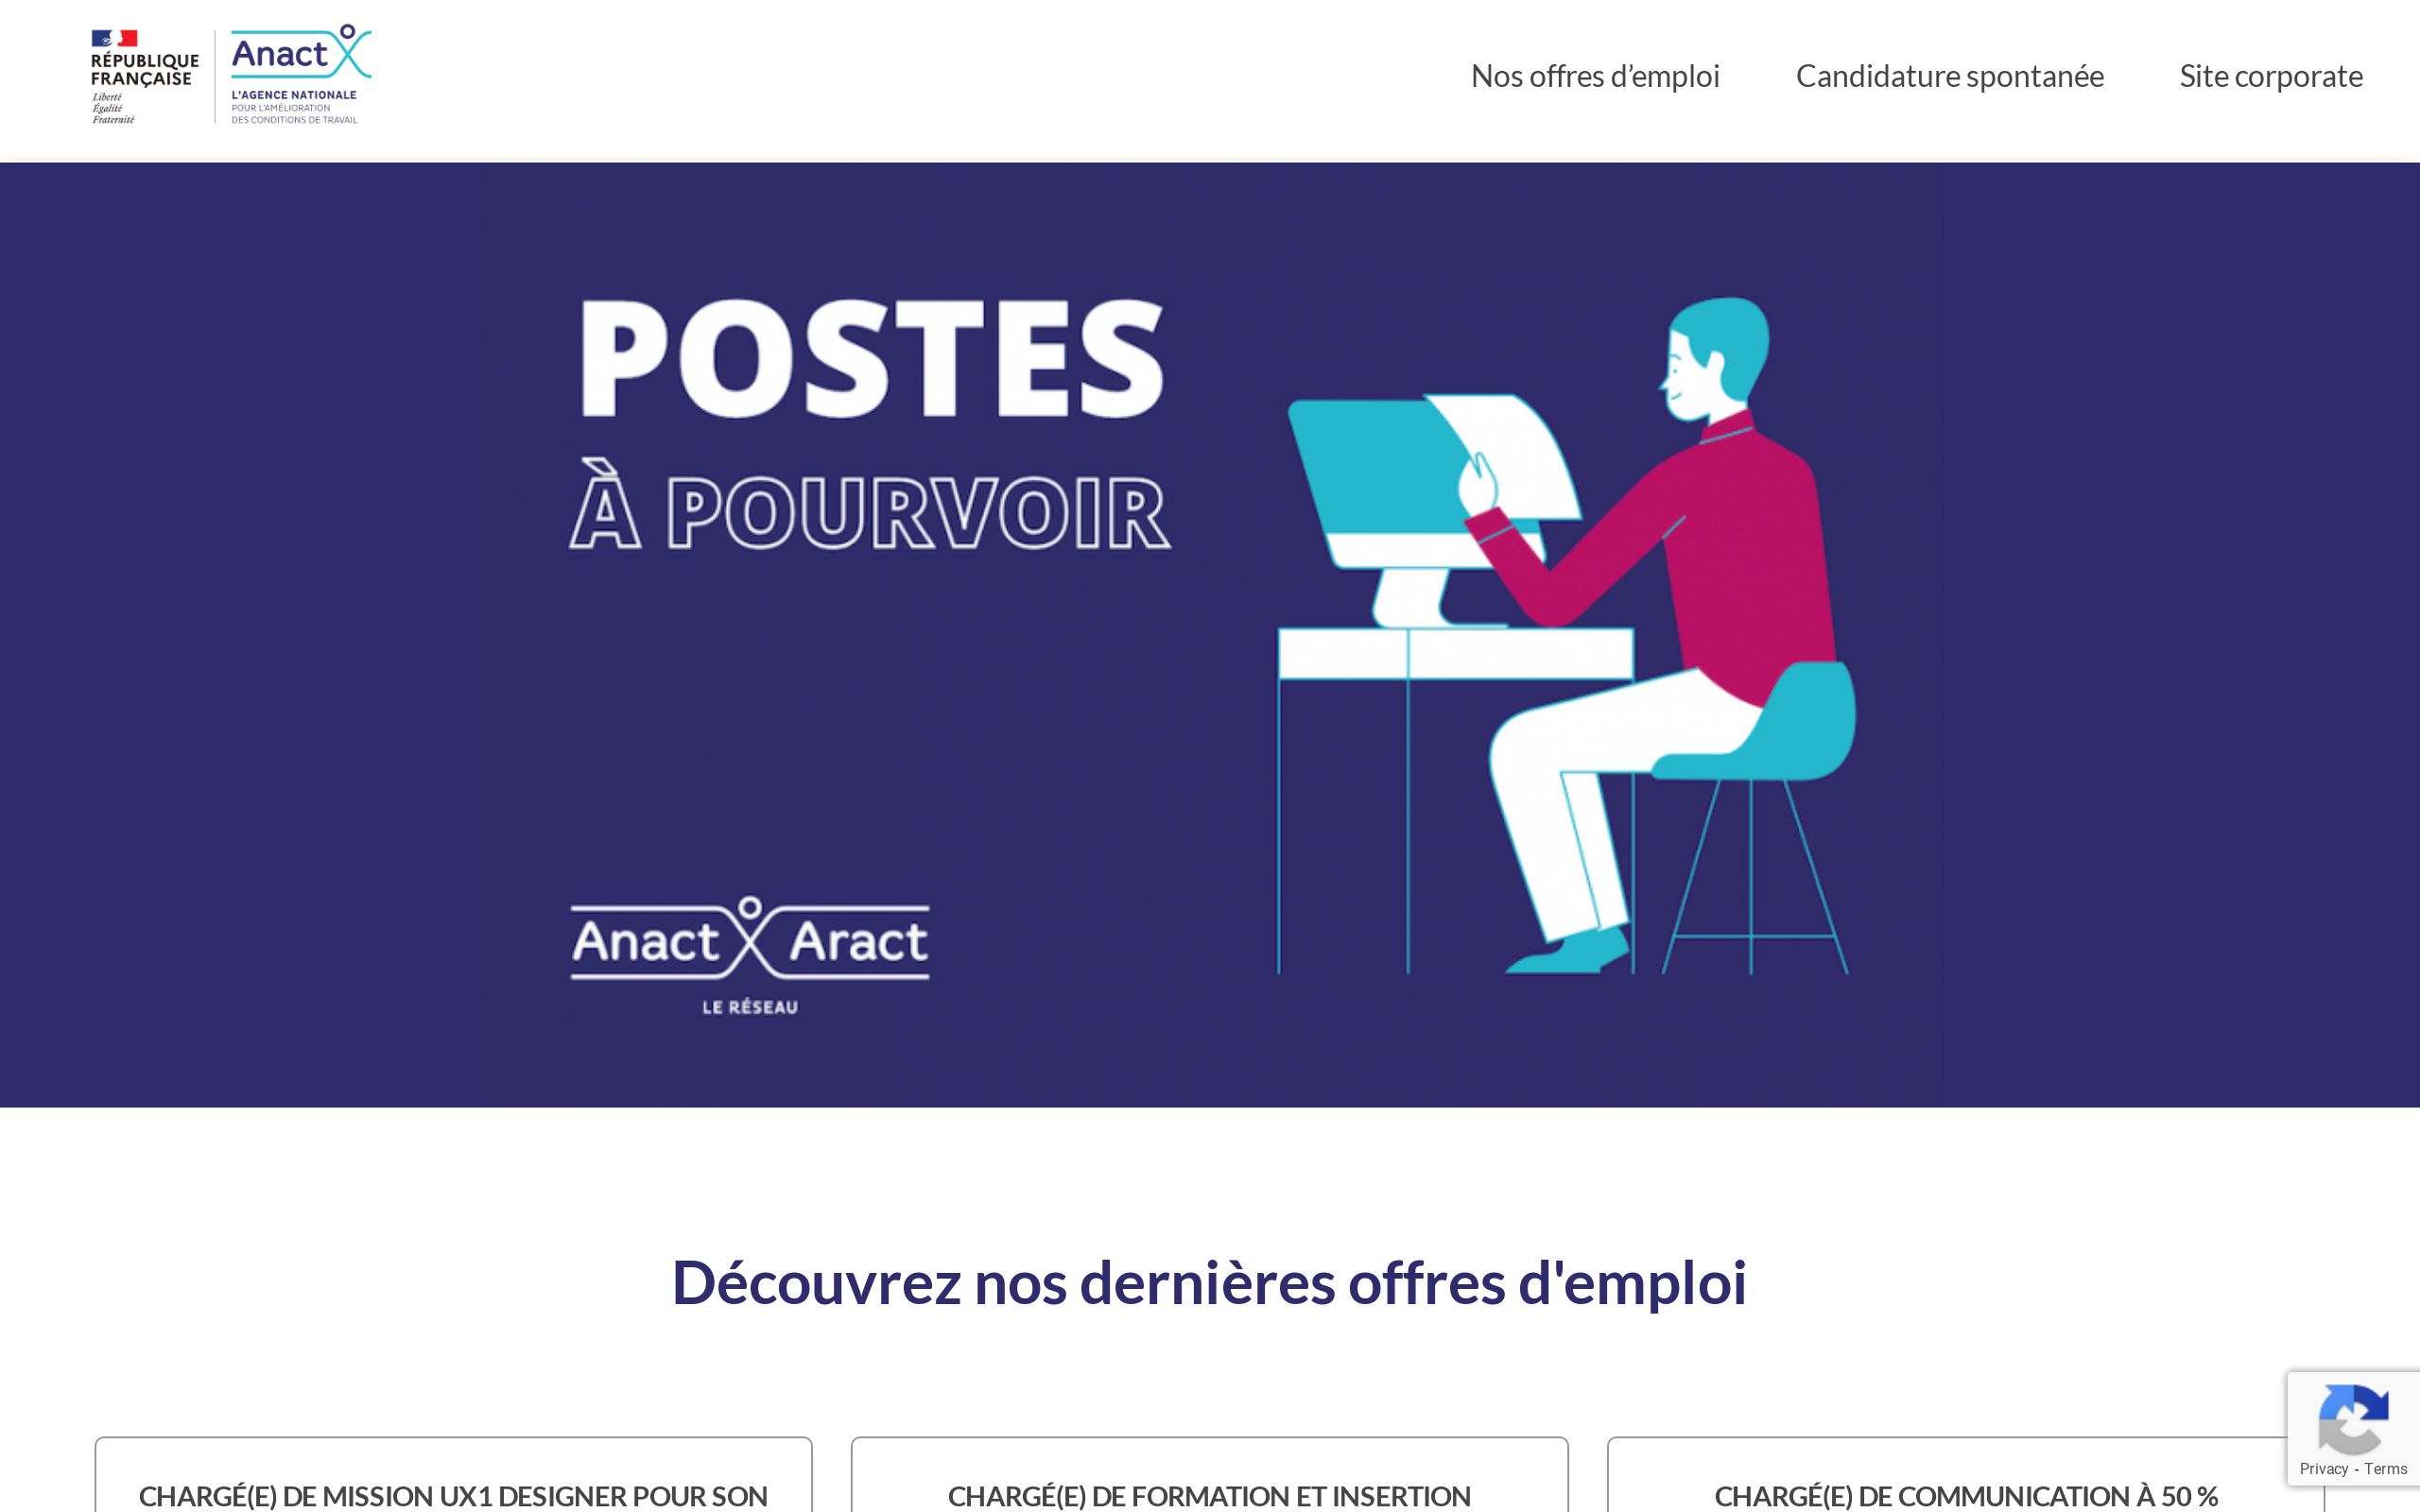 RÉPUBLIQUE
FRANÇAISE
Liberté
Égalité
Fraternité
Anact
L'AGENCE NATIONALE
POUR L'AMÉLIORATION
DES CONDITIONS DE TRAVAIL
Nos offres d’emploi
Candidature spontanée
Site corporate
POSTES
À POURVOIR
Anact Aract
LE RÉSEAU
Découvrez nos dernières offres d'emploi
CHARGÉ(E) DE MISSION UX1 DESIGNER POUR SON
CHARGÉ(E) DE FORMATION ET INSERTION
CHARGÉ(E) DE COMMUNICATION À 50 %
Privacy - Terms